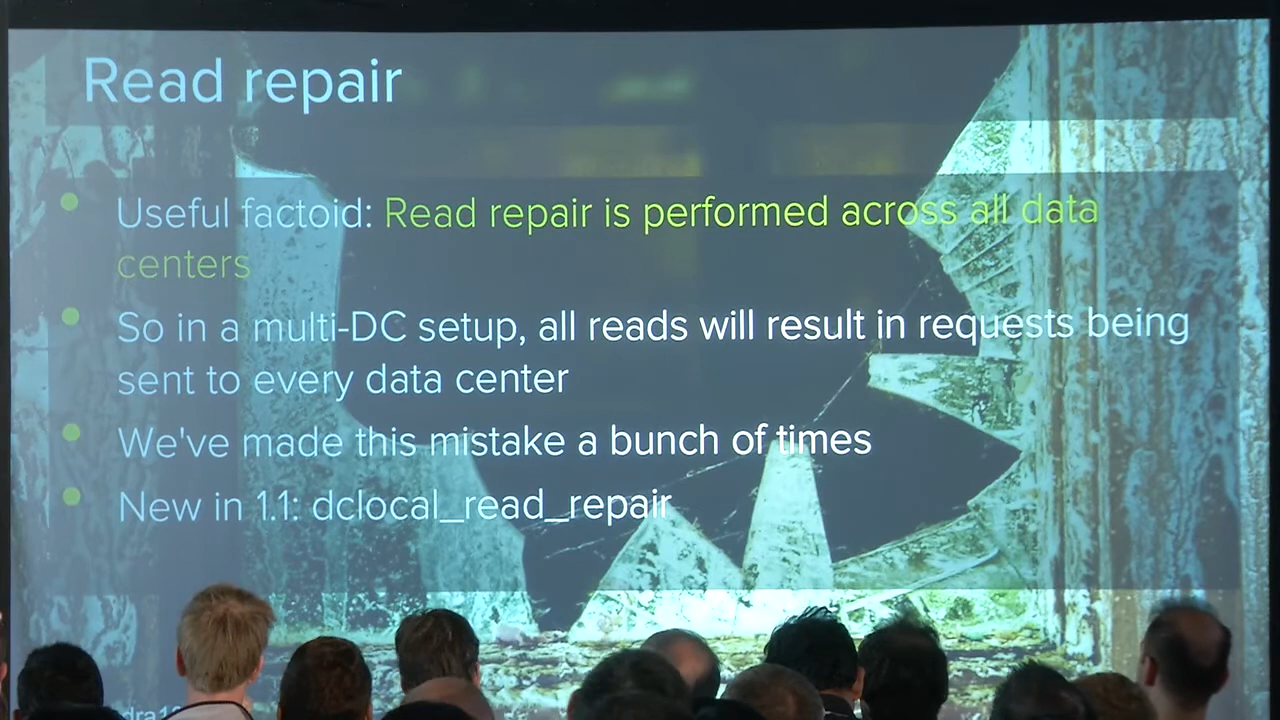 Read repair
Useful factoid: Read repair is performed across all data
centers
So in a multi-DC setup, all reads will result in requests being
sent to every data center
We've made this mistake a bunch of times
New in 1.1: dclocal_read_repair